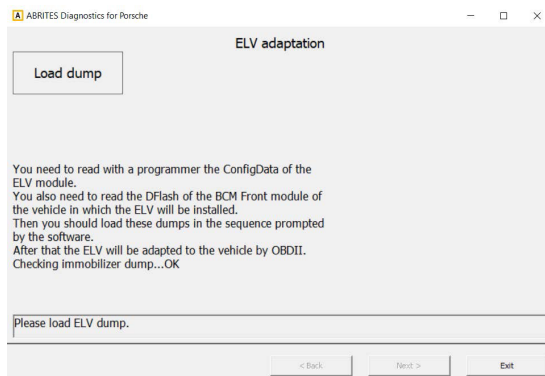 A ABRITES Diagnostics for Porsche
ELV adaptation
Load dump
You need to read with a programmer the ConfigData of the
ELV module.
You also need to read the DFlash of the BCM Front module of
the vehicle in which the ELV will be installed.
Then you should load these dumps in the sequence prompted
by the software.
After that the ELV will be adapted to the vehicle by OBDII.
Checking immobilizer dump...OK
Please load ELV dump.
< Back Next > Exit